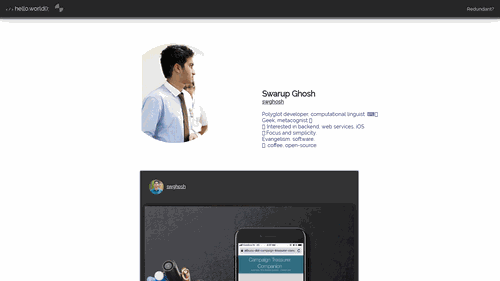 hello.world();
Redundant?
Swarup Ghosh
swghosh
Polyglot developer, computational linguist.
Geek, metacognist
Interested in backend, web services, iOS
Focus and simplicity.
Evangelism: software.
coffee, open-source
swghosh
Campaign Treasure
Companion